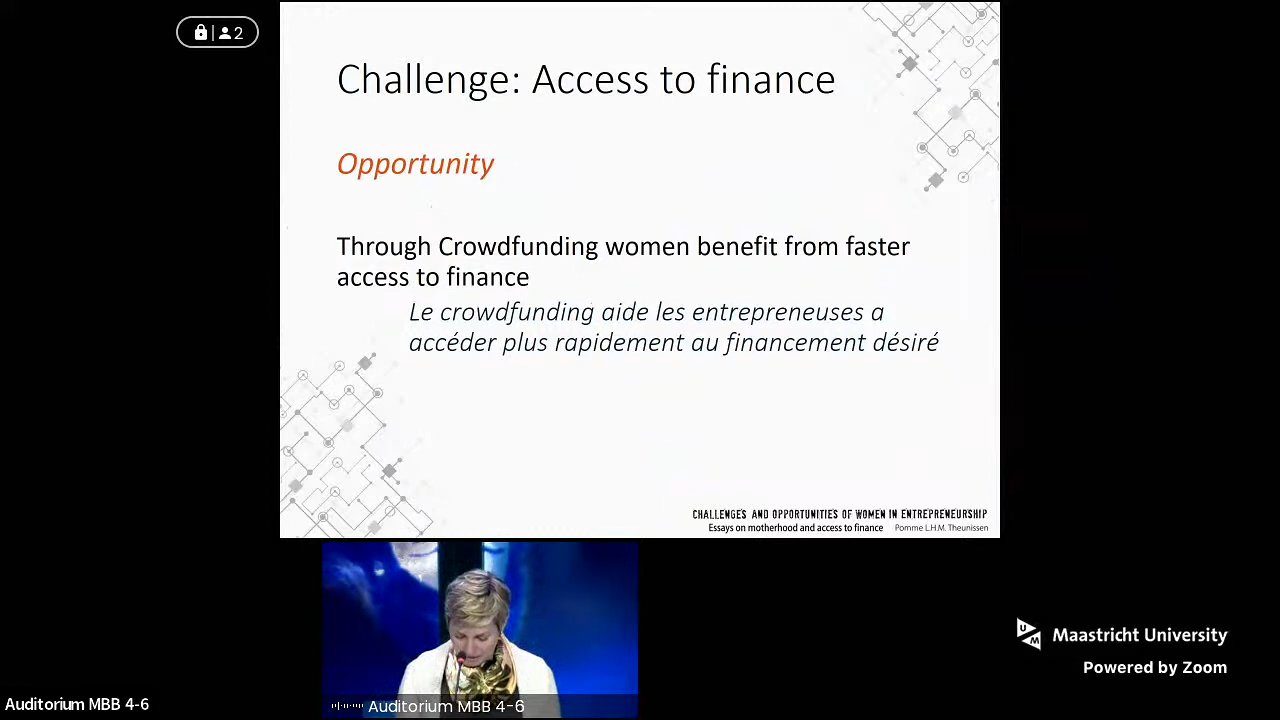 2
Challenge: Access to finance
Opportunity
Through Crowdfunding women benefit from faster
access to finance
Le crowdfunding aide les entrepreneuses a
accéder plus rapidement au financement désiré
CHALLENGES AND OPPORTUNITIES OF WOMEN IN ENTREPRENEURSHIP
Essays on motherhood and access to finance Pomme L.H.M. Theunissen
UM Maastricht University
Powered by Zoom
Auditorium MBB 4-6
Auditorium MBB 4-6